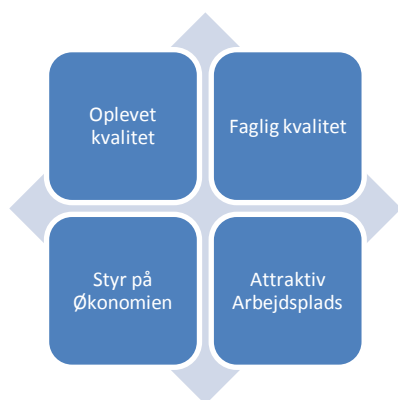 Oplevet
kvalitet
Faglig kvalitet
Styr på
Økonomien
Attraktiv
Arbejdsplads